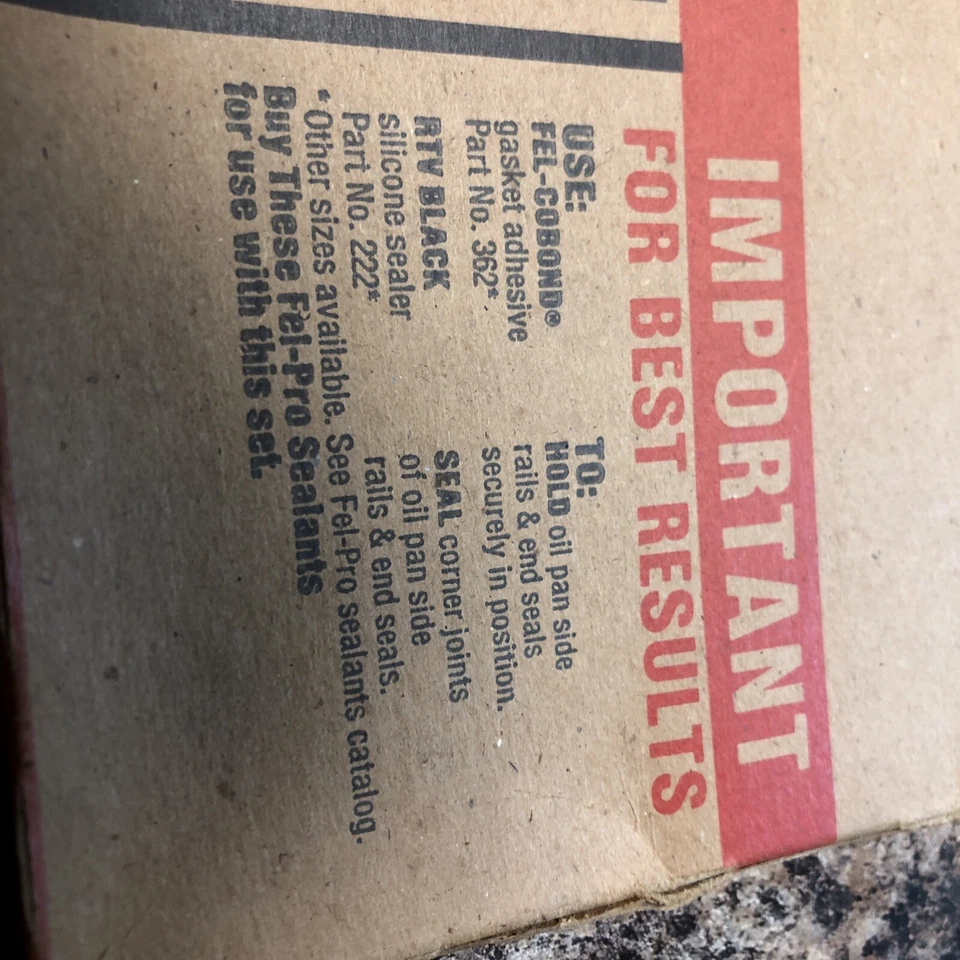 IMPORTANT
FOR BEST RESULTS
USE:
FEL-COBOND®
gasket adhesive
Part No. 362*
TO:
HOLD oil pan side
rails & end seals
securely in position.
RTV BLACK
silicone sealer
Part No. 222*
SEAL corner joints
of oil pan side
rails & end seals.
*Other sizes available. See Fel-Pro sealants catalog.
Buy These Fel-Pro Sealants
for use with this set.